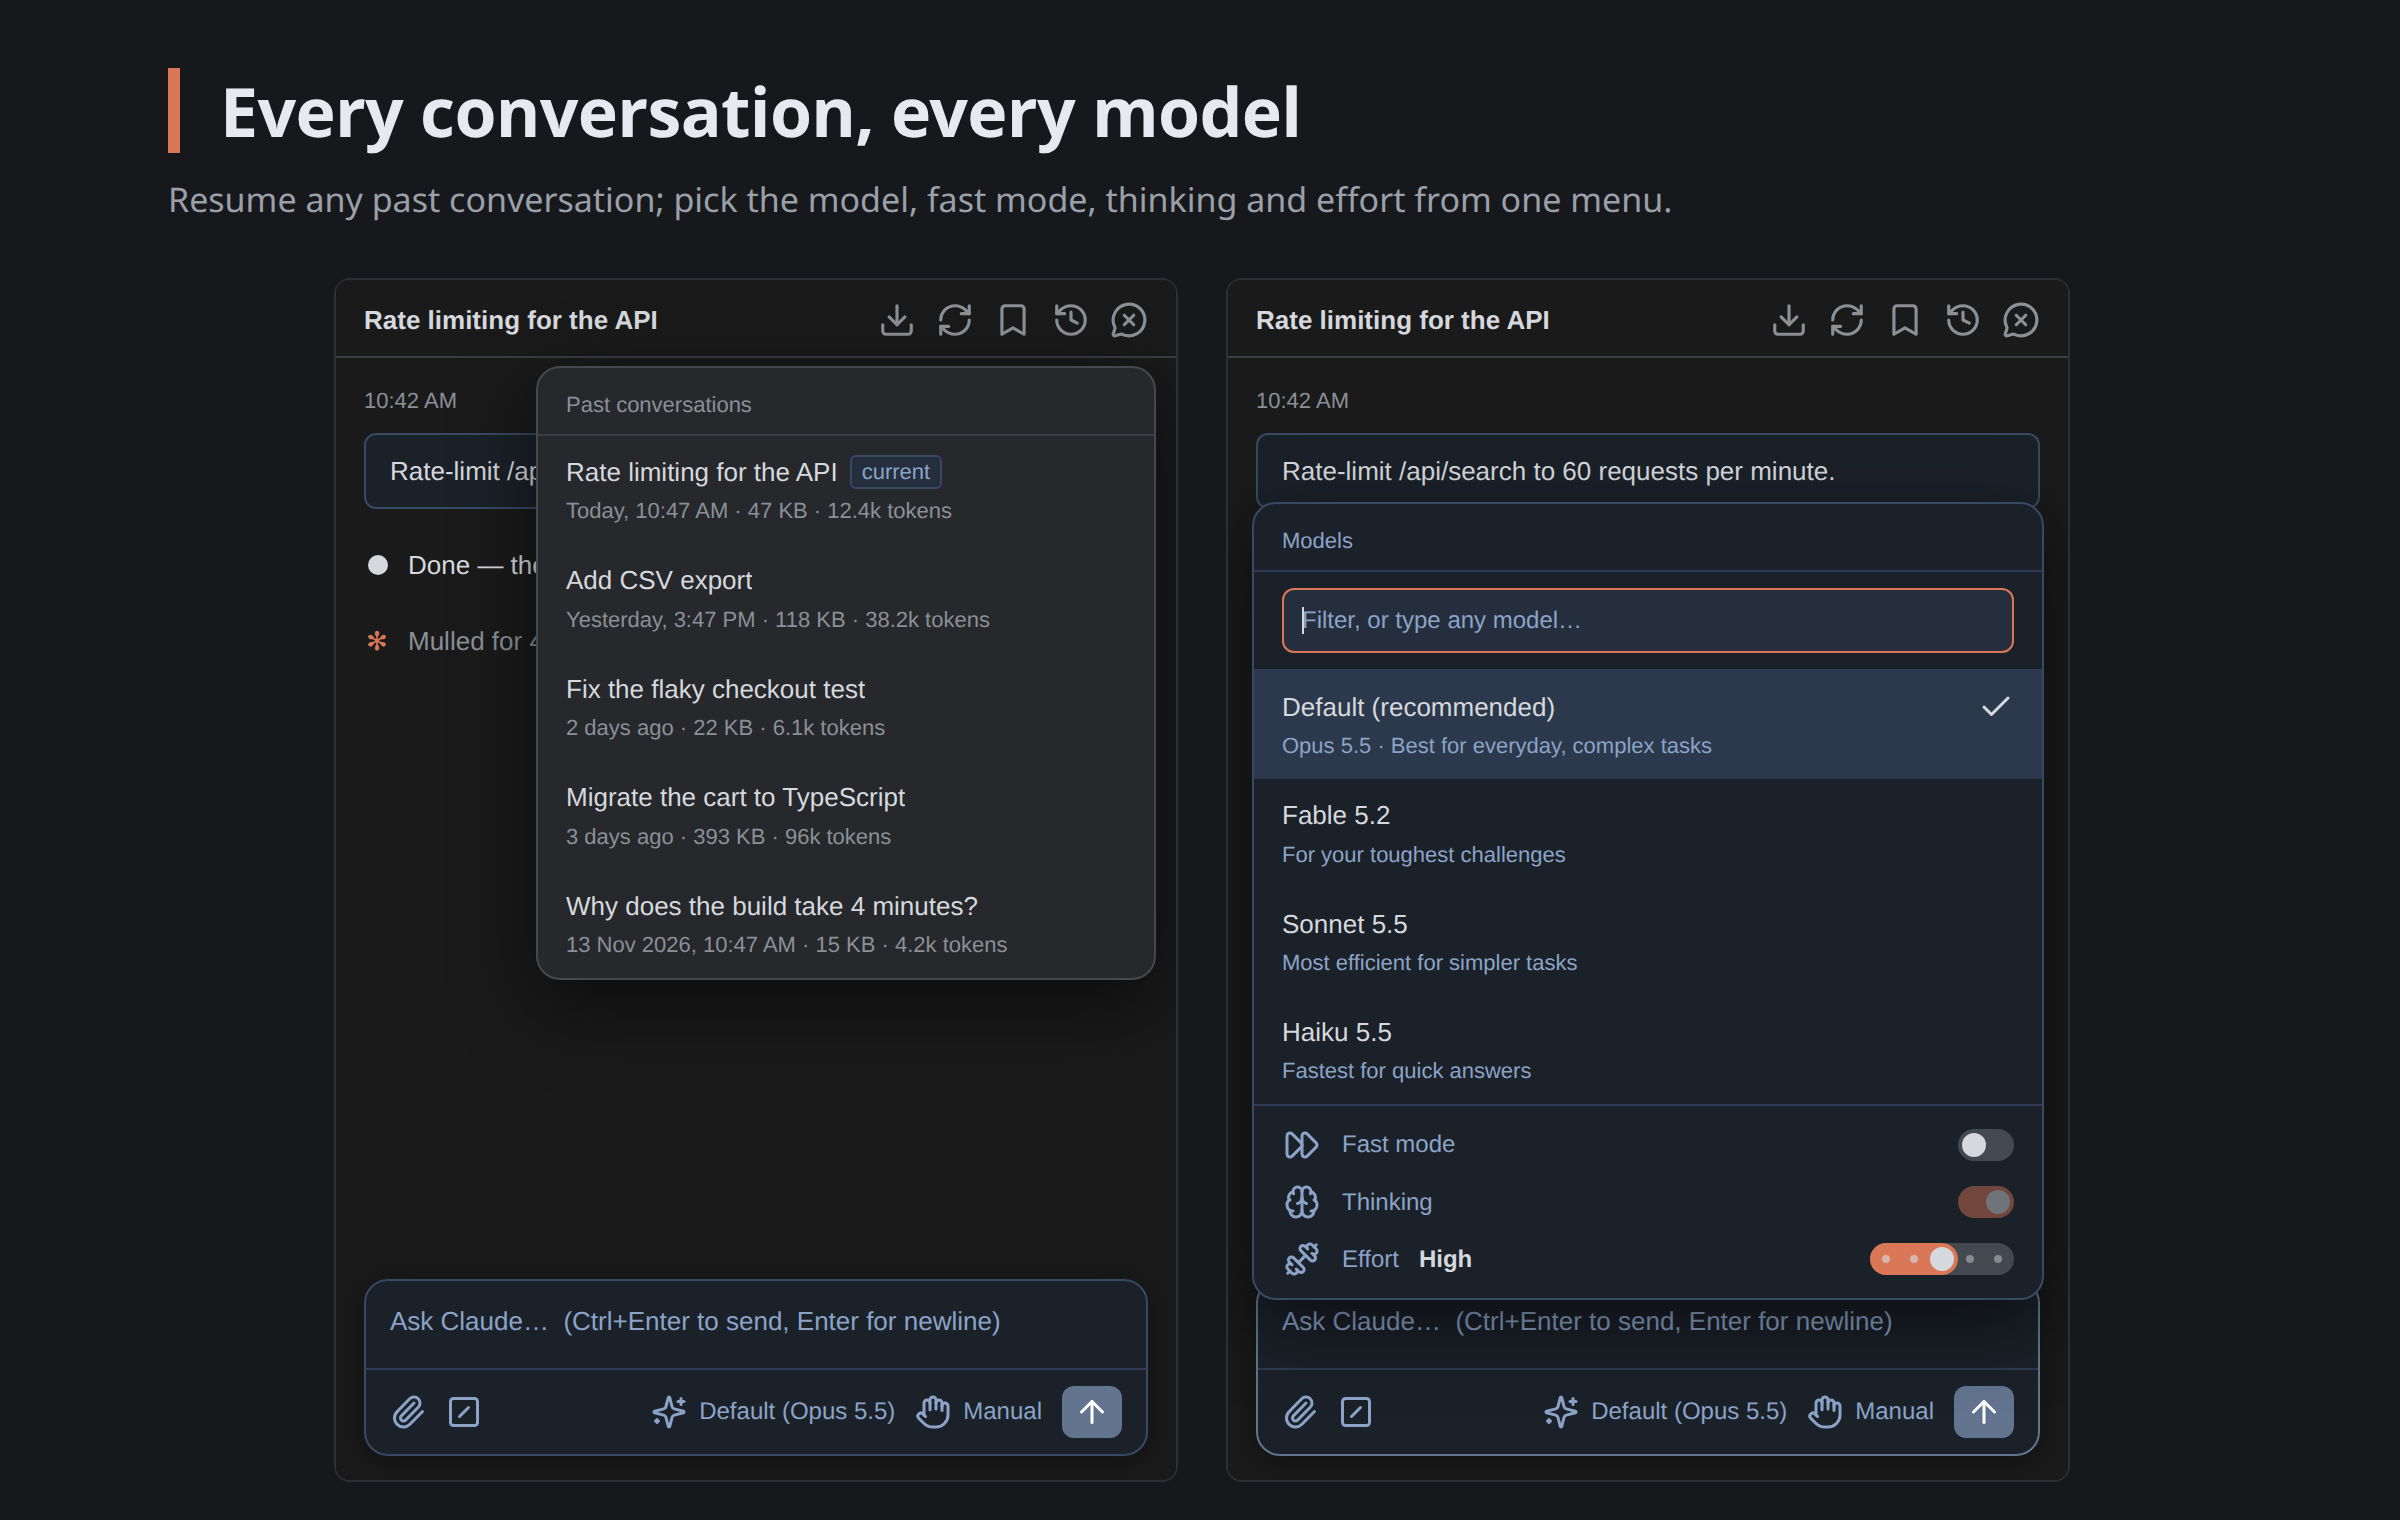 Every conversation, every model
Resume any past conversation; pick the model, fast mode, thinking and effort from one menu.
Rate limiting for the API
10:42 AM
Rate-limit /ap
Done — the
Mulled for 4
Past conversations
Rate limiting for the API current
Today, 10:47 AM · 47 KB · 12.4k tokens
Add CSV export
Yesterday, 3:47 PM · 118 KB · 38.2k tokens
Fix the flaky checkout test
2 days ago · 22 KB · 6.1k tokens
Migrate the cart to TypeScript
3 days ago · 393 KB · 96k tokens
Why does the build take 4 minutes?
13 Nov 2026, 10:47 AM · 15 KB · 4.2k tokens
Ask Claude… (Ctrl+Enter to send, Enter for newline)
Default (Opus 5.5) Manual
Rate limiting for the API
10:42 AM
Rate-limit /api/search to 60 requests per minute.
Models
Filter, or type any model…
Default (recommended)
Opus 5.5 · Best for everyday, complex tasks
Fable 5.2
For your toughest challenges
Sonnet 5.5
Most efficient for simpler tasks
Haiku 5.5
Fastest for quick answers
Fast mode
Thinking
Effort High
Ask Claude… (Ctrl+Enter to send, Enter for newline)
Default (Opus 5.5) Manual